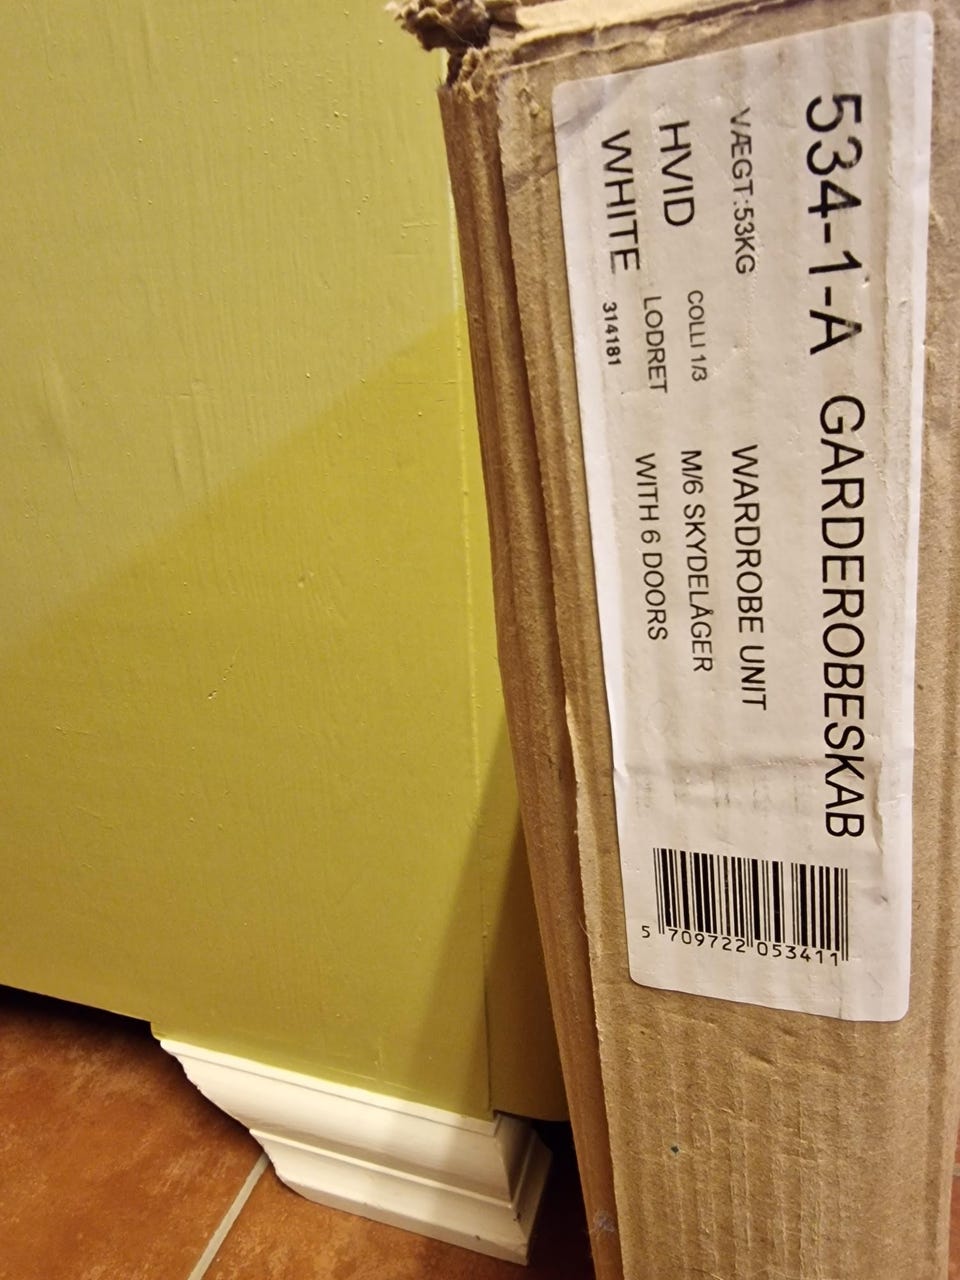 534-1-A GARDEROBESKAB
VÆGT:53KG
WARDROBE UNIT
HVID
COLLI 1/3
M/6 SKYDELÅGER
WHITE
LODRET
WITH 6 DOORS
314181
5 709722 053411